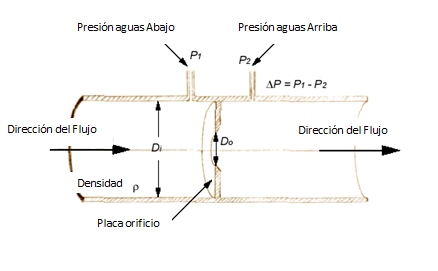 Presión aguas Abajo
Presión aguas Arriba
P1
P2
ΔP = P1 - P2
Dirección del Flujo
Di
Do
Dirección del Flujo
Densidad ρ
Placa orificio